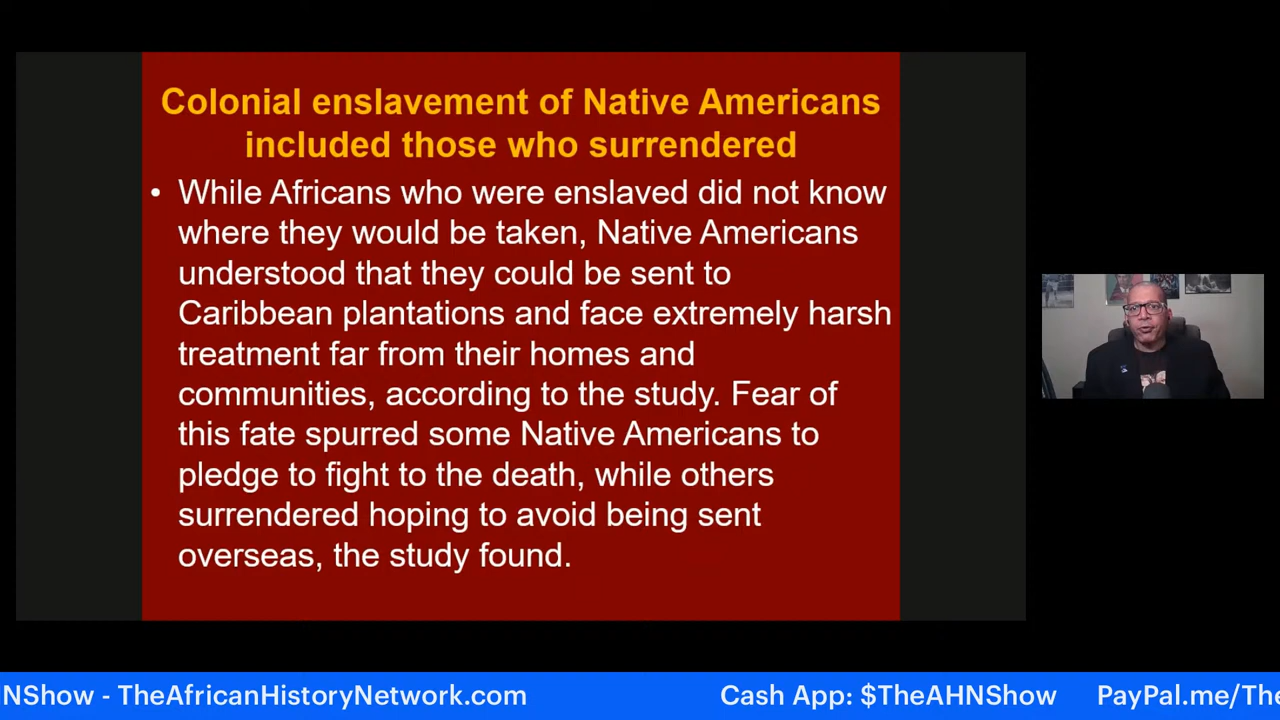 Colonial enslavement of Native Americans
included those who surrendered
• While Africans who were enslaved did not know
where they would be taken, Native Americans
understood that they could be sent to
Caribbean plantations and face extremely harsh
treatment far from their homes and
communities, according to the study. Fear of
this fate spurred some Native Americans to
pledge to fight to the death, while others
surrendered hoping to avoid being sent
overseas, the study found.
NShow - TheAfricanHistoryNetwork.com Cash App: $TheAHNShow PayPal.me/The